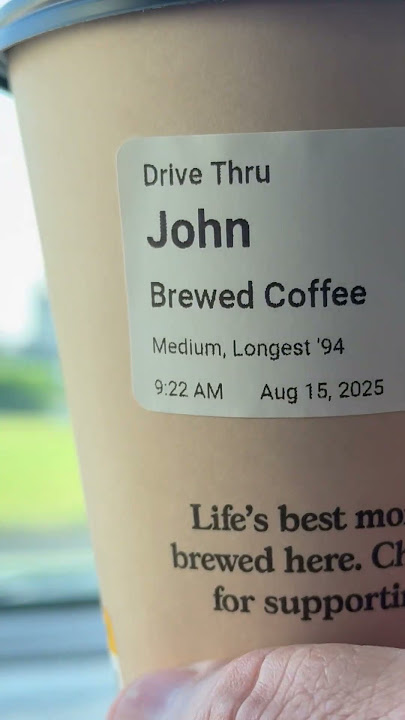 Drive Thru
John
Brewed Coffee
Medium, Longest '94
9:22 AM Aug 15, 2025
Life's best
brewed here.
for